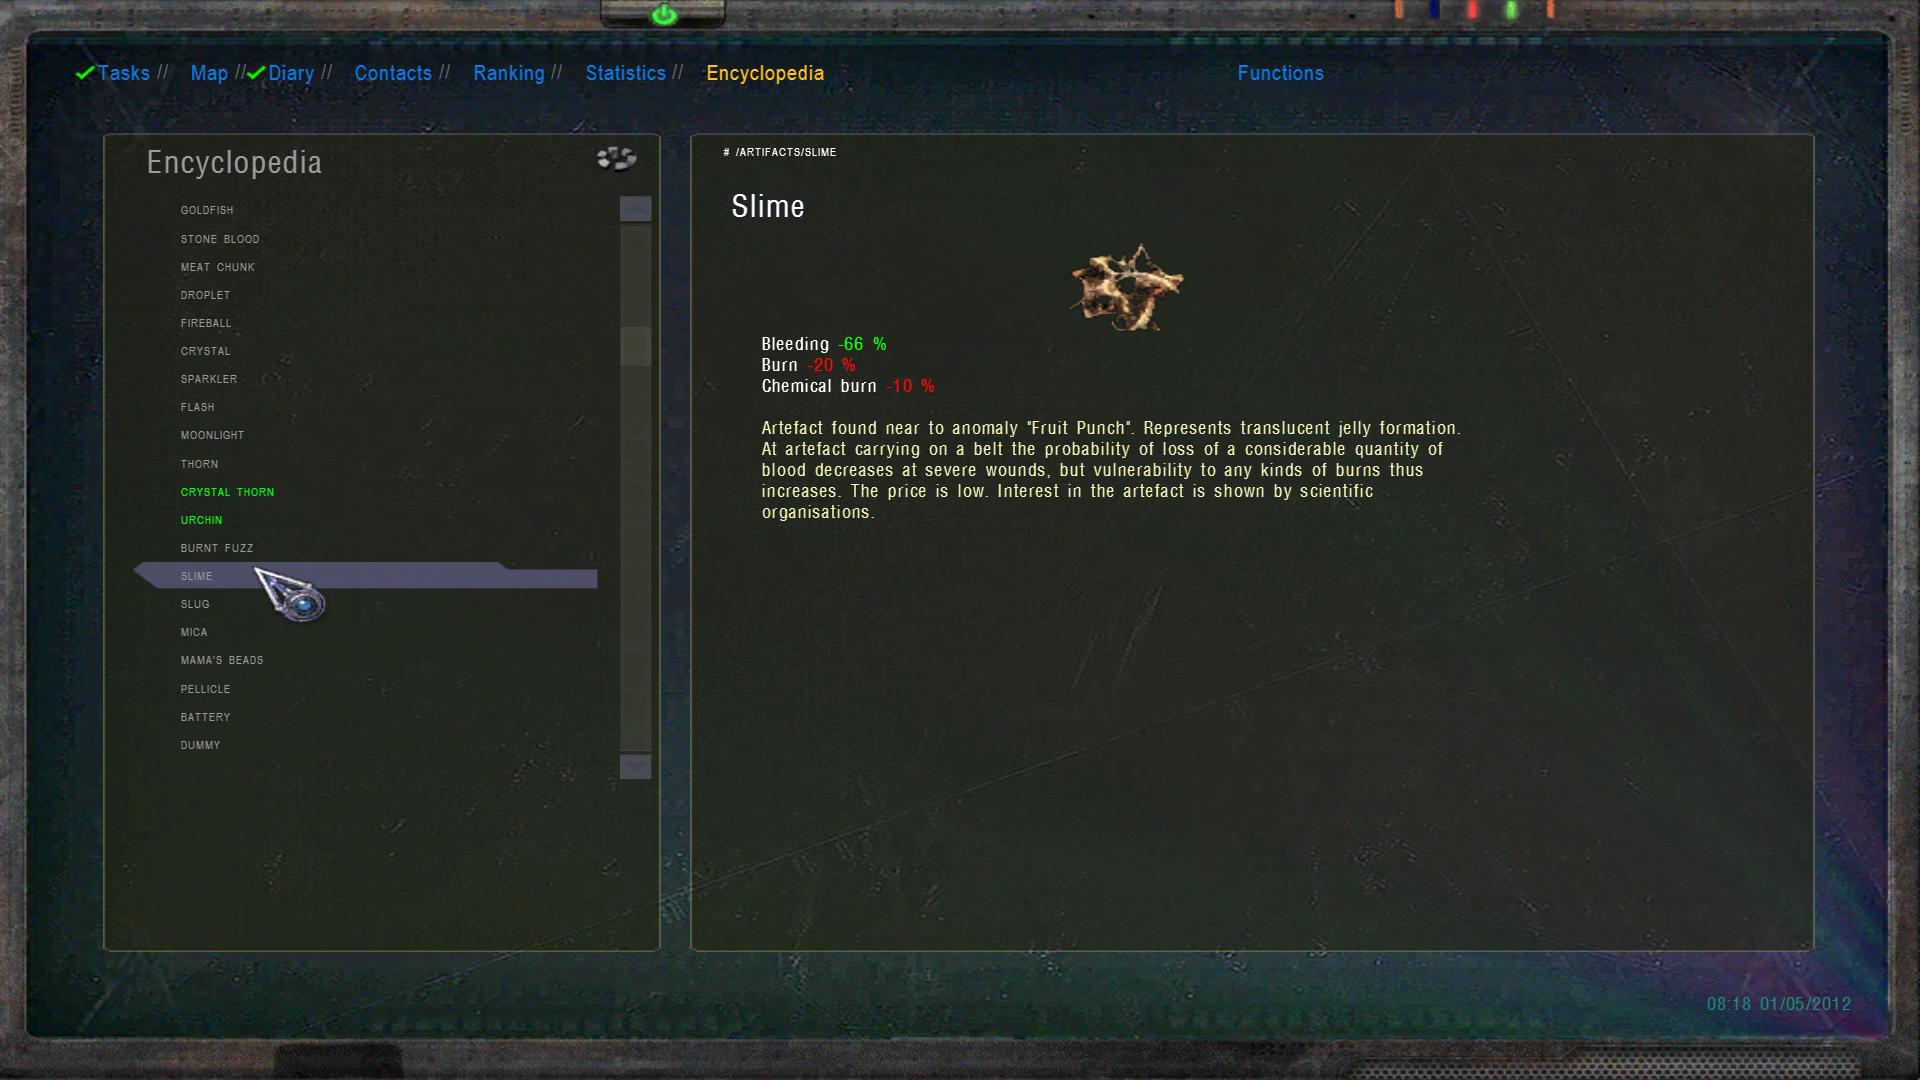 Tasks // Map // Diary // Contacts // Ranking // Statistics // Encyclopedia Functions
Encyclopedia
GOLDFISH
STONE BLOOD
MEAT CHUNK
DROPLET
FIREBALL
CRYSTAL
SPARKLER
FLASH
MOONLIGHT
THORN
CRYSTAL THORN
URCHIN
BURNT FUZZ
SLIME
SLUG
MICA
MAMA'S BEADS
PELLICLE
BATTERY
DUMMY
# /ARTIFACTS/SLIME
Slime
Bleeding -66 %
Burn -20 %
Chemical burn -10 %
Artefact found near to anomaly "Fruit Punch". Represents translucent jelly formation.
At artefact carrying on a belt the probability of loss of a considerable quantity of
blood decreases at severe wounds, but vulnerability to any kinds of burns thus
increases. The price is low. Interest in the artefact is shown by scientific
organisations.
08:18 01/05/2012